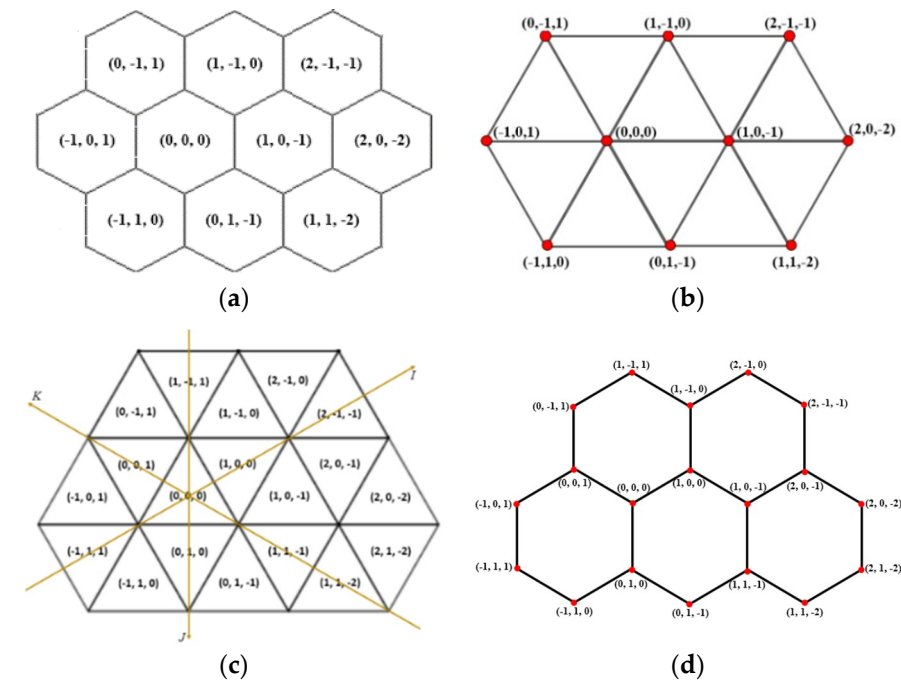 (0, -1, 1) (1, -1, 0) (2, -1, -1)
(-1, 0, 1) (0, 0, 0) (1, 0, -1) (2, 0, -2)
(-1, 1, 0) (0, 1, -1) (1, 1, -2)
(a)
(0,-1,1) (1,-1,0) (2,-1,-1)
(-1,0,1) (0,0,0) (1,0,-1) (2,0,-2)
(-1,1,0) (0,1,-1) (1,1,-2)
(b)
I
K
(1, -1, 1) (2, -1, 0)
(0, -1, 1) (1, -1, 0) (2, -1, -1)
(0, 0, 1) (1, 0, 0) (2, 0, -1)
(-1, 0, 1) (0, 0, 0) (1, 0, -1) (2, 0, -2)
(-1, 1, 1) (0, 1, 0) (1, 1, -1) (2, 1, -2)
(-1, 1, 0) (0, 1, -1) (1, 1, -2)
J
(c)
(1, -1, 1) (2, -1, 0)
(1, -1, 0)
(0, -1, 1) (2, -1, -1)
(0, 0, 1) (1, 0, 0) (2, 0, -1)
(0, 0, 0) (1, 0, -1)
(-1, 0, 1) (2, 0, -2)
(-1, 1, 1) (0, 1, 0) (1, 1, -1) (2, 1, -2)
(-1, 1, 0) (0, 1, -1) (1, 1, -2)
(d)